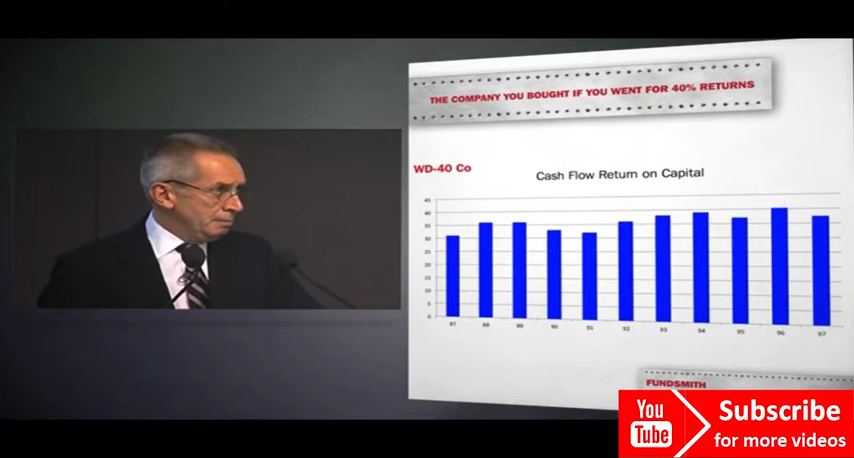 THE COMPANY YOU BOUGHT IF YOU WENT FOR 40% RETURNS
WD-40 Co
Cash Flow Return on Capital
45
40
35
30
25
20
15
10
5
0
87 88 89 90 91 92 93 94 95 96 97
FUNDSMITH
You Tube
Subscribe
for more videos